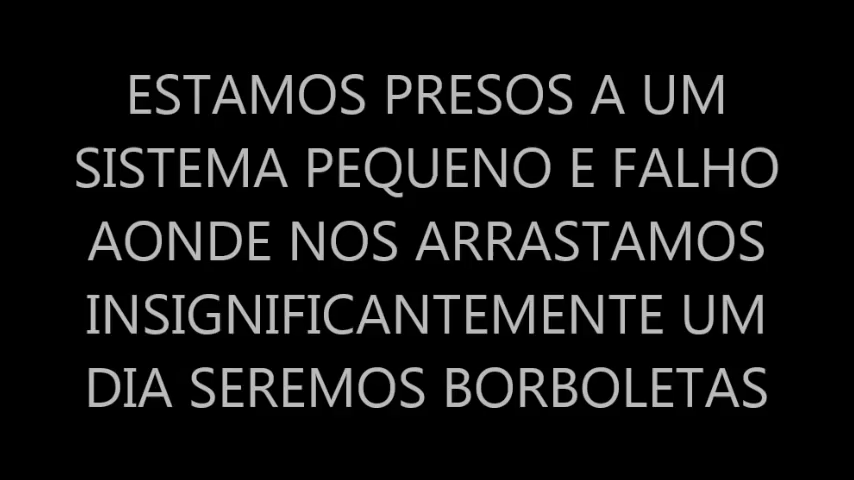 ESTAMOS PRESOS A UM
SISTEMA PEQUENO E FALHO
AONDE NOS ARRASTAMOS
INSIGNIFICANTEMENTE UM
DIA SEREMOS BORBOLETAS